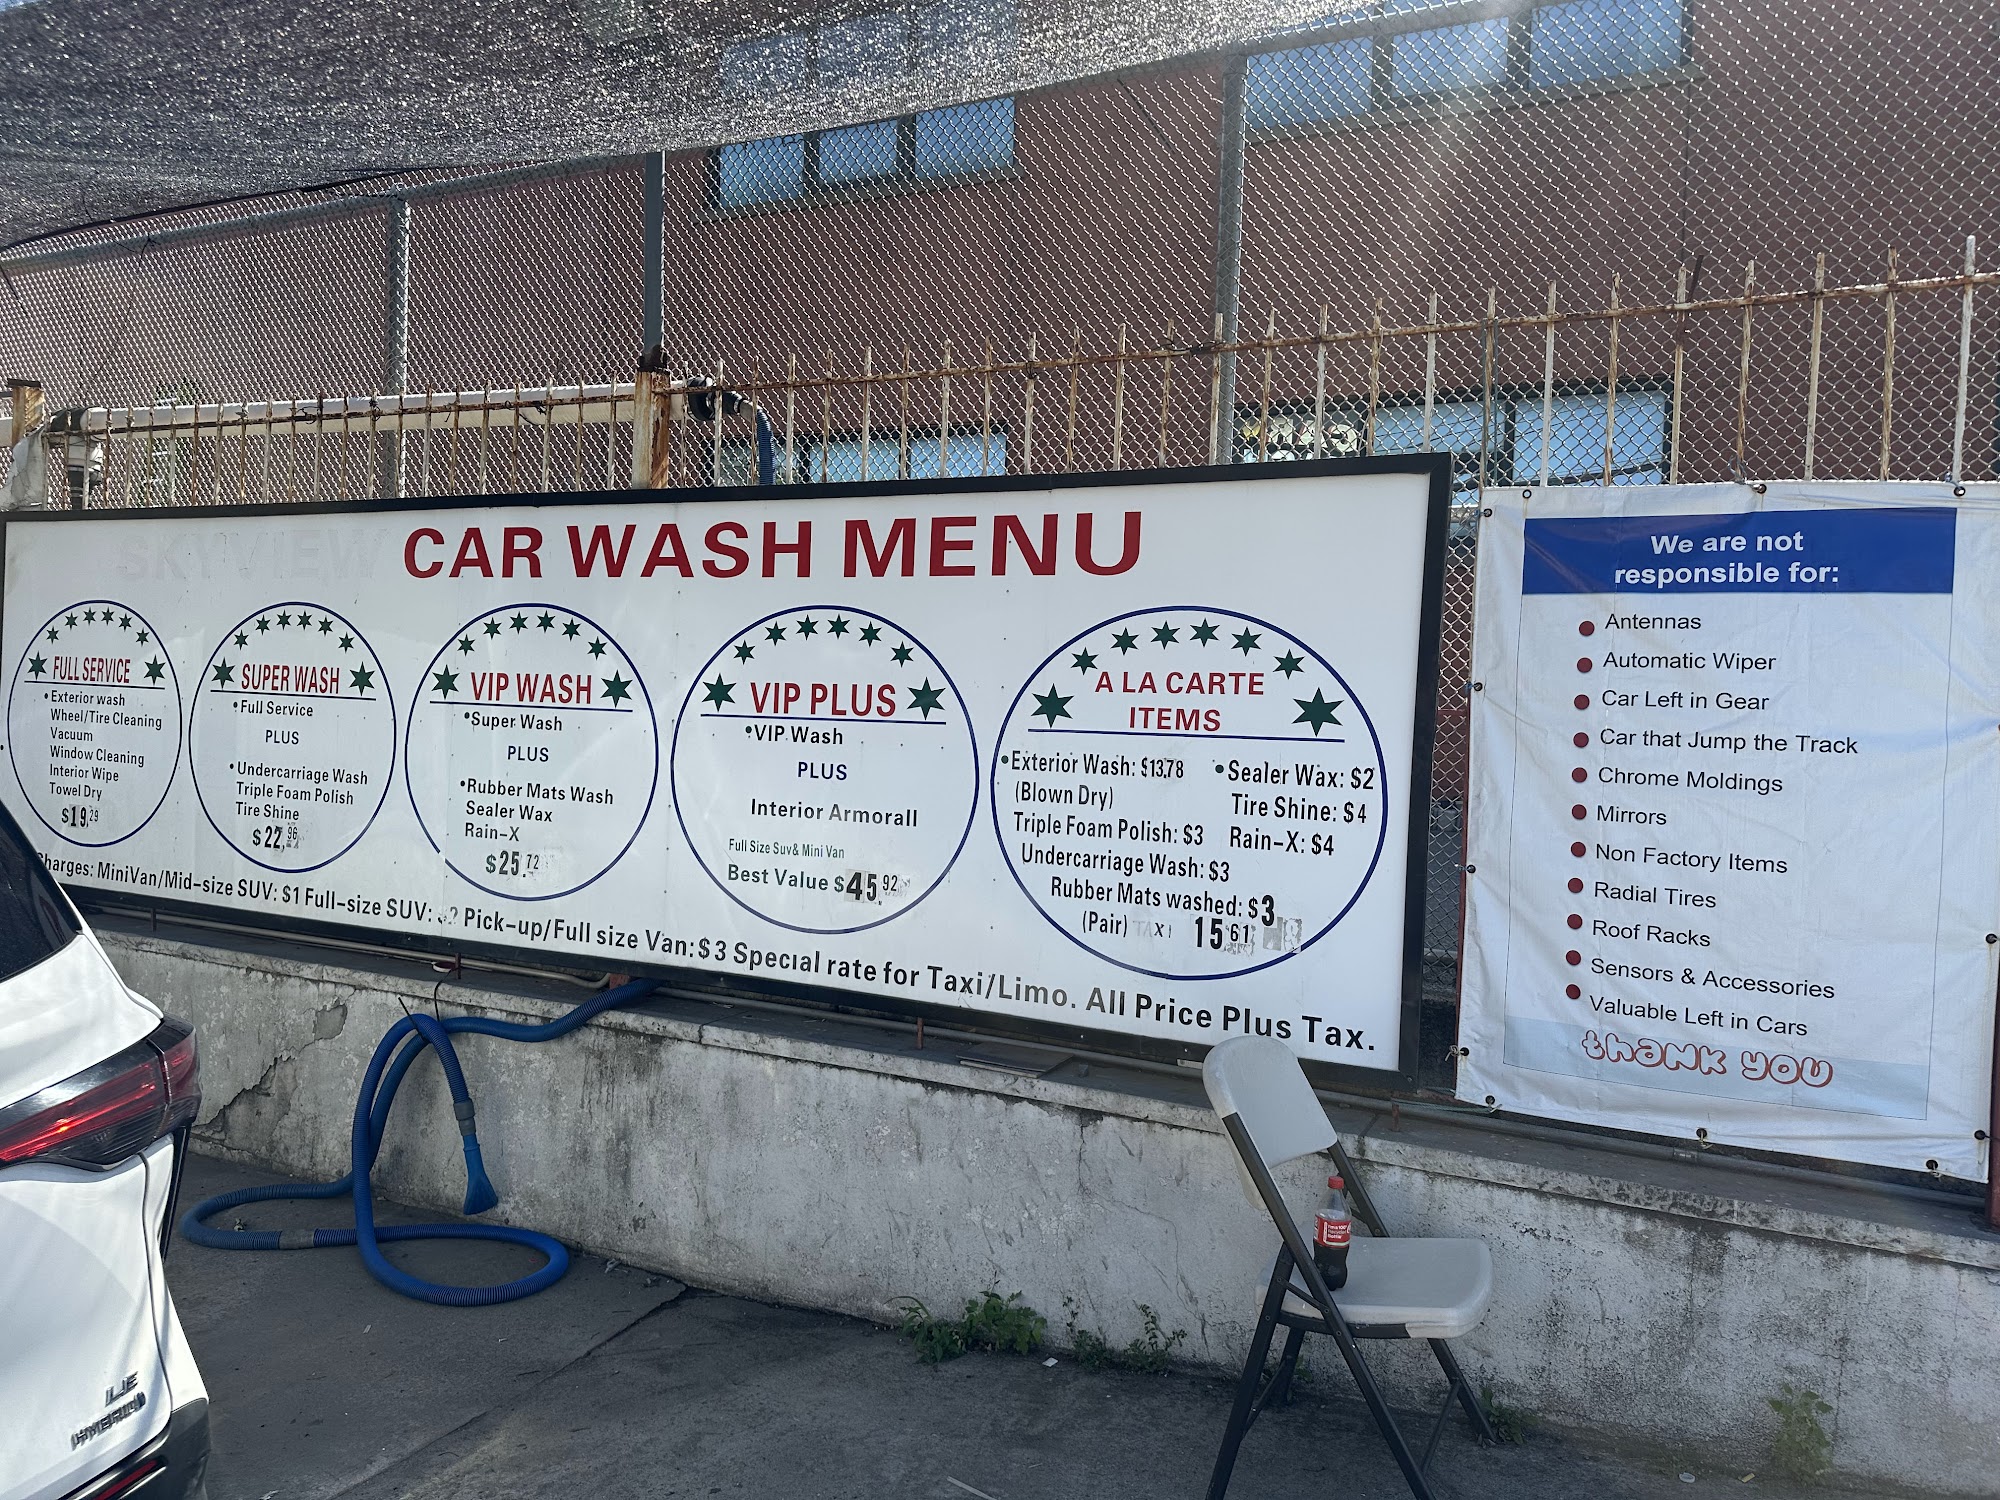 SKYVIEW CAR WASH MENU
FULL SERVICE
•Exterior wash
Wheel/Tire Cleaning
Vacuum
Window Cleaning
Interior Wipe
Towel Dry
$19.29
SUPER WASH
•Full Service
PLUS
•Undercarriage Wash
Triple Foam Polish
Tire Shine
$22.96
VIP WASH
•Super Wash
PLUS
•Rubber Mats Wash
Sealer Wax
Rain-X
$25.72
VIP PLUS
•VIP Wash
PLUS
Interior Armorall
Full Size Suv& Mini Van
Best Value $45.92
A LA CARTE
ITEMS
•Exterior Wash: $13.78
(Blown Dry)
Triple Foam Polish: $3
Undercarriage Wash: $3
Rubber Mats washed: $3
(Pair)
•Sealer Wax: $2
Tire Shine: $4
Rain-X: $4
TAXI 15.61
harges: MiniVan/Mid-size SUV: $1 Full-size SUV: $2 Pick-up/Full size Van:$3 Special rate for Taxi/Limo. All Price Plus Tax.
We are not
responsible for:
Antennas
Automatic Wiper
Car Left in Gear
Car that Jump the Track
Chrome Moldings
Mirrors
Non Factory Items
Radial Tires
Roof Racks
Sensors & Accessories
Valuable Left in Cars
thank you
HYBRID